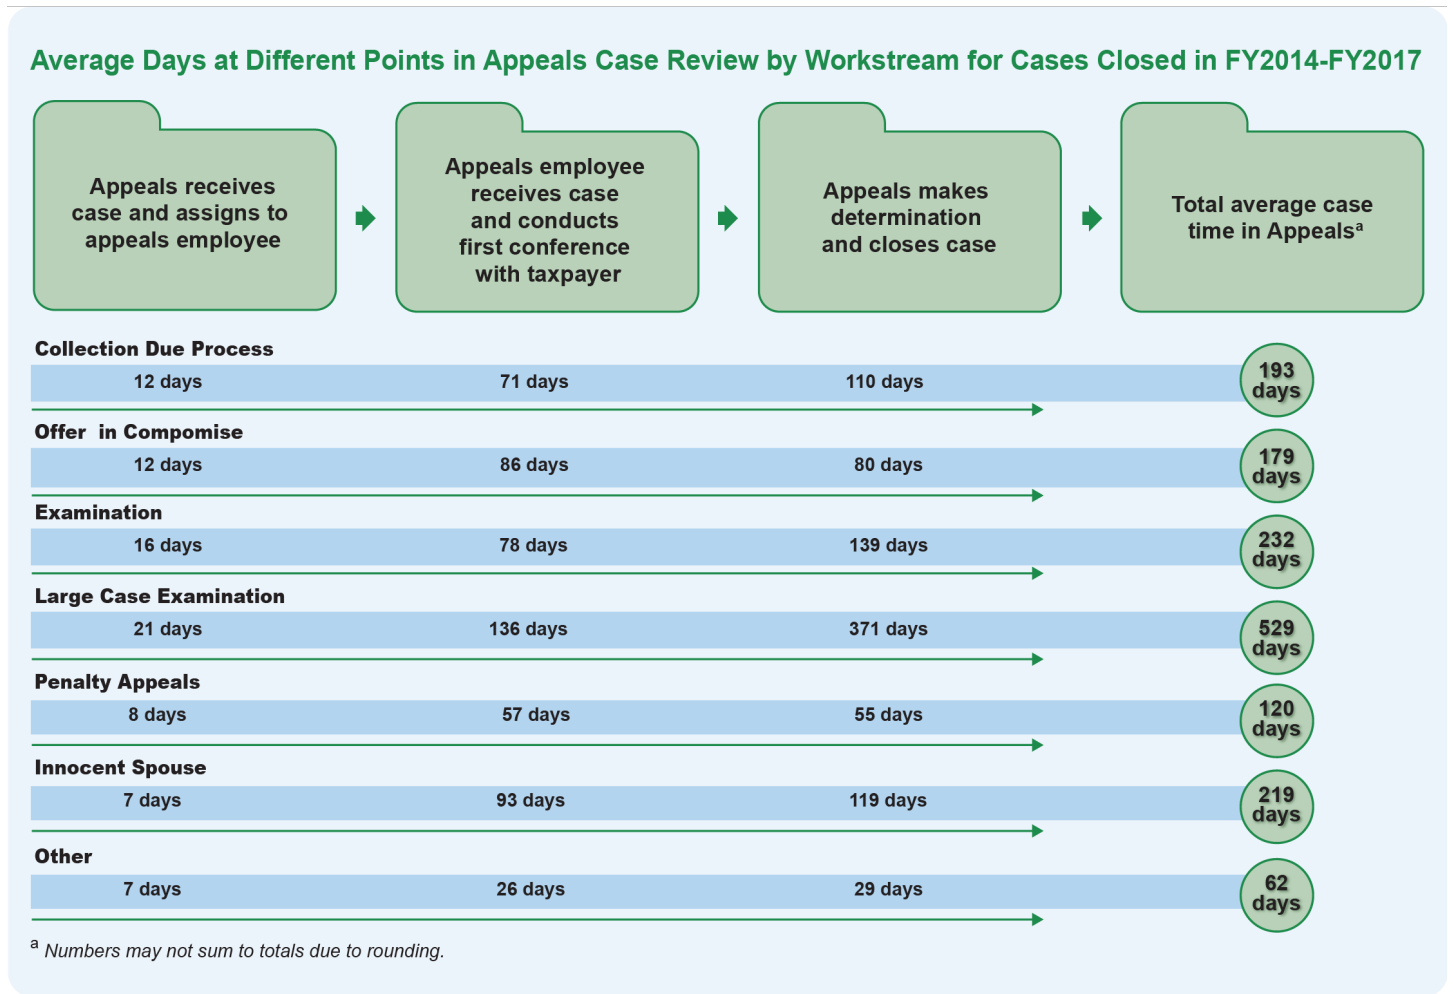 Average Days at Different Points in Appeals Case Review by Workstream for Cases Closed in FY2014-FY2017
Appeals receives
case and assigns to
appeals employee
Appeals employee
receives case
and conducts
first conference
with taxpayer
Appeals makes
determination
and closes case
Total average case
time in Appealsᵃ
Collection Due Process
12 days 71 days 110 days 193 days
Offer in Compomise
12 days 86 days 80 days 179 days
Examination
16 days 78 days 139 days 232 days
Large Case Examination
21 days 136 days 371 days 529 days
Penalty Appeals
8 days 57 days 55 days 120 days
Innocent Spouse
7 days 93 days 119 days 219 days
Other
7 days 26 days 29 days 62 days
ᵃ Numbers may not sum to totals due to rounding.